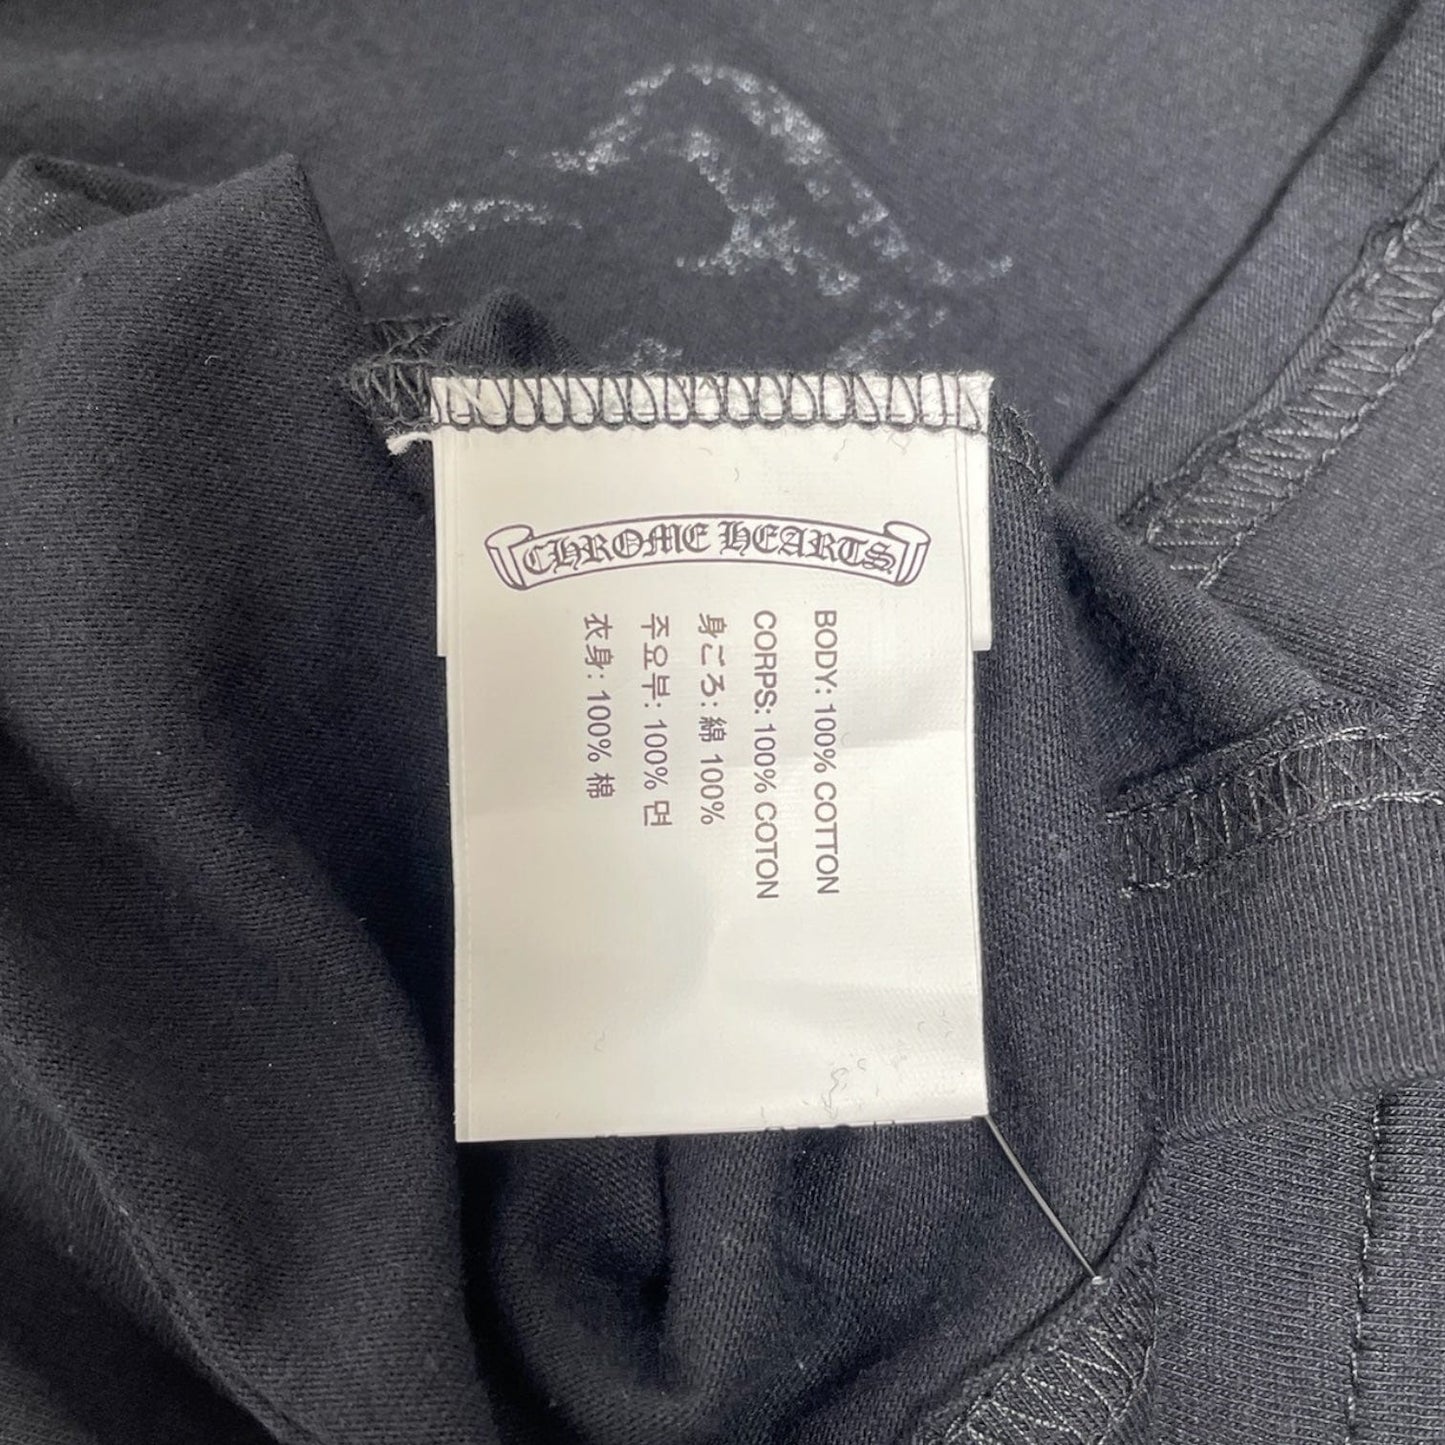 CHROME HEARTS
BODY: 100% COTTON
CORPS: 100% COTON
身ごろ: 綿 100%
주요부: 100% 면
衣身: 100% 棉